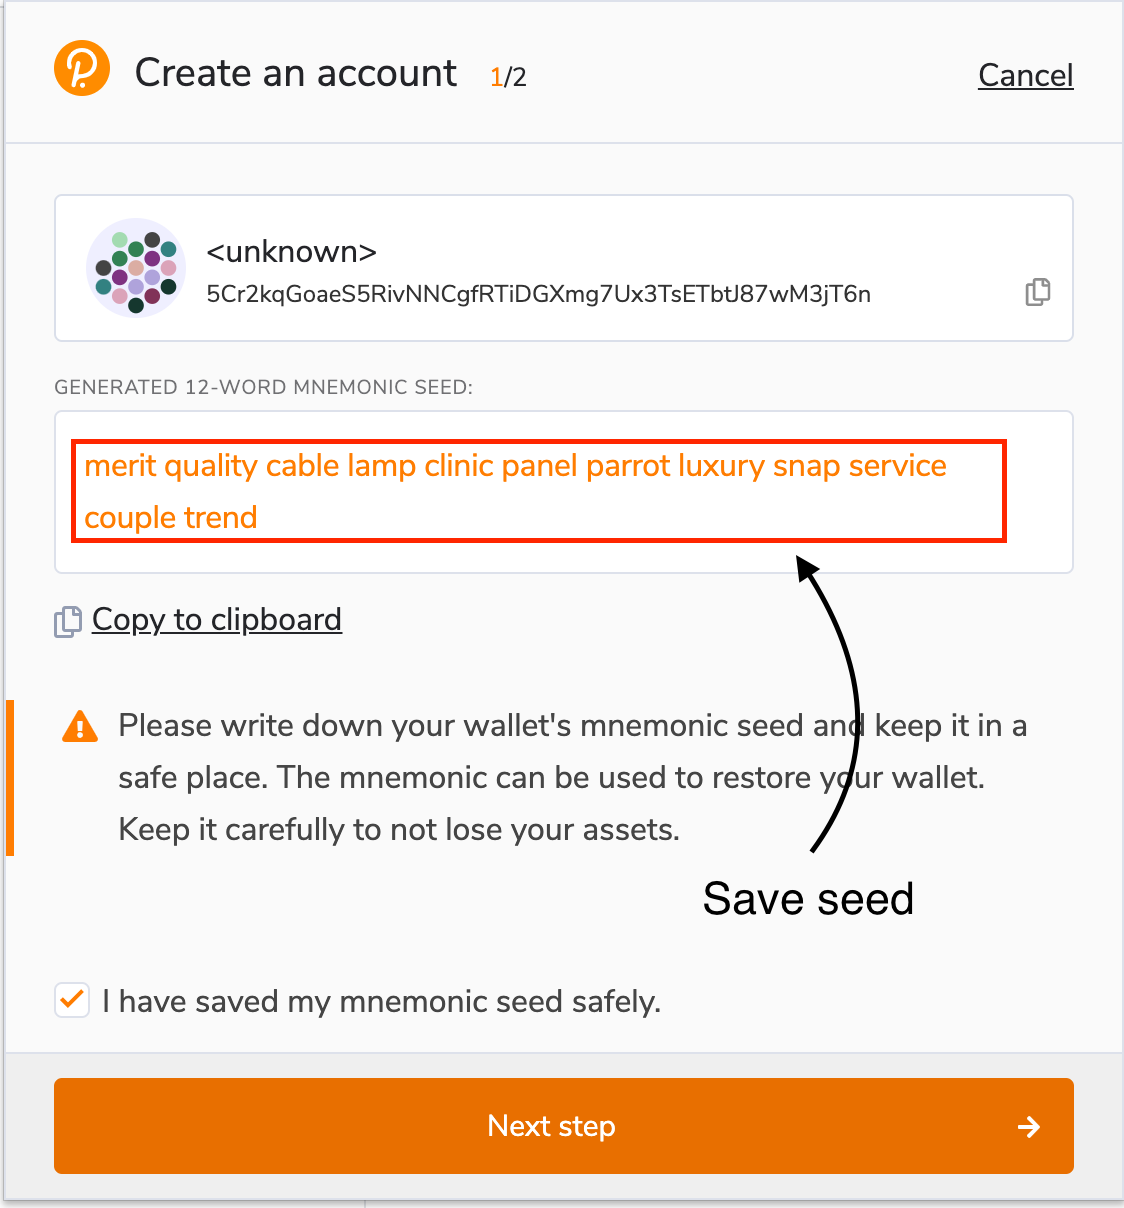 Create an account 1/2 Cancel
<unknown>
5Cr2kqGoaeS5RivNNCgfRTiDGXmg7Ux3TsETbtJ87wM3jT6n
GENERATED 12-WORD MNEMONIC SEED:
merit quality cable lamp clinic panel parrot luxury snap service
couple trend
Copy to clipboard
Please write down your wallet's mnemonic seed and keep it in a
safe place. The mnemonic can be used to restore your wallet.
Keep it carefully to not lose your assets.
Save seed
I have saved my mnemonic seed safely.
Next step